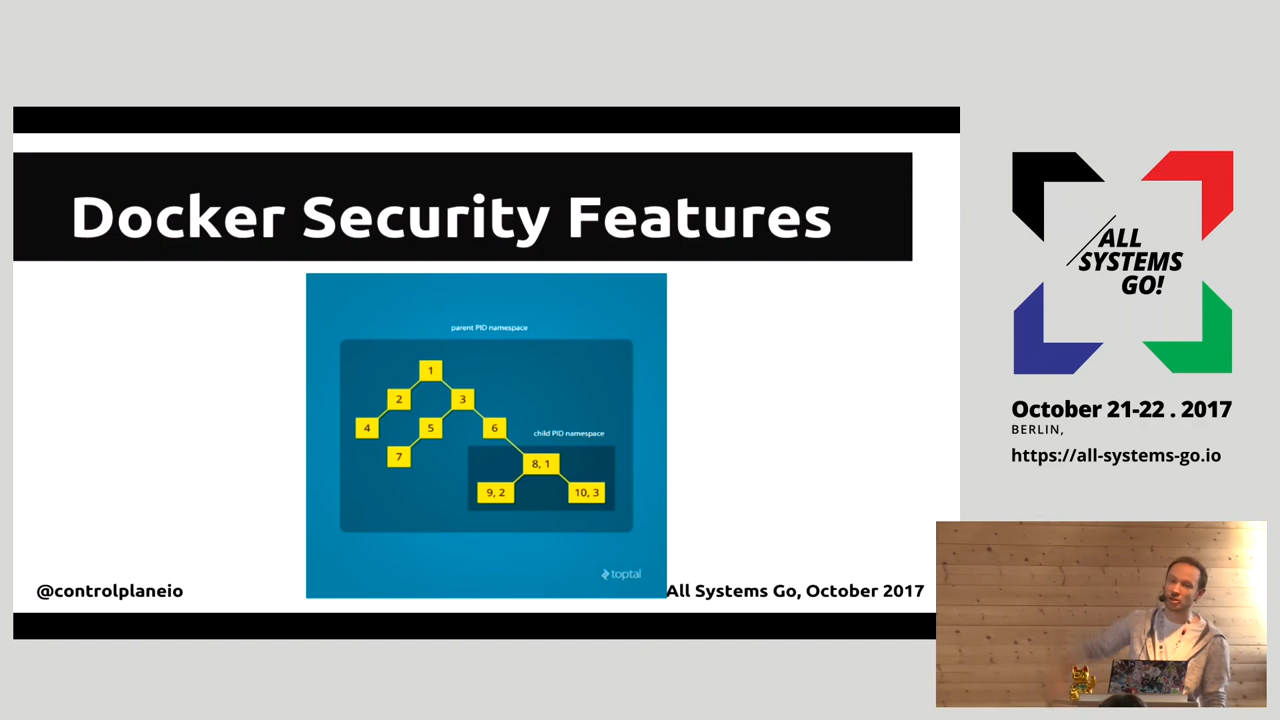 Docker Security Features
parent PID namespace
1
2
3
4
5
6
child PID namespace
7
8, 1
9, 2
10, 3
toptal
@controlplaneio
All Systems Go, October 2017
ALL
SYSTEMS
GO!
October 21-22 . 2017
BERLIN,
https://all-systems-go.io